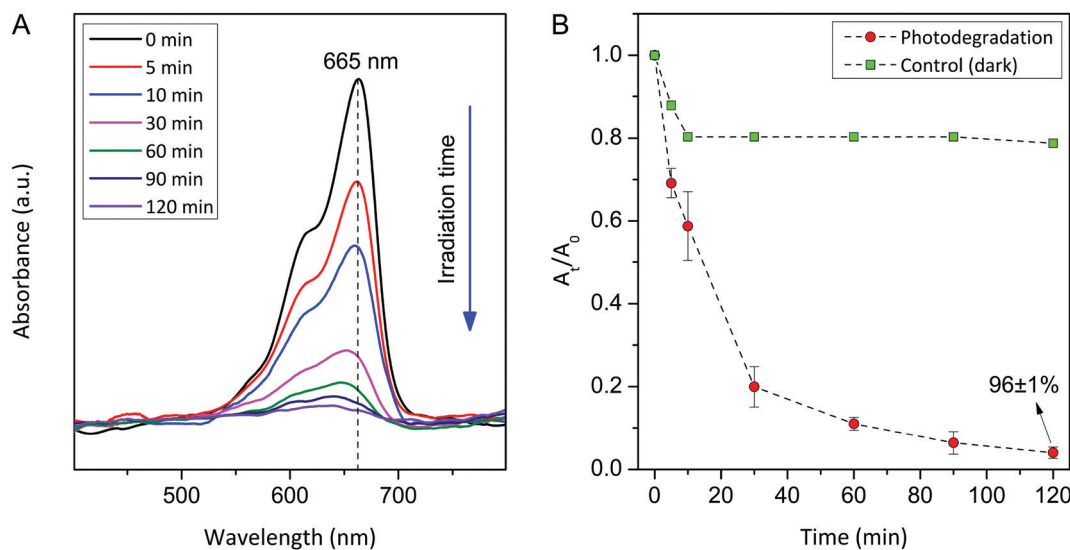 A
0 min
5 min
10 min
30 min
60 min
90 min
120 min
665 nm
Irradiation time
Absorbance (a.u.)
500 600 700
Wavelength (nm)
B
Photodegradation
Control (dark)
1.0
0.8
0.6
0.4
0.2
0.0
A_t/A_0
96±1%
0 20 40 60 80 100 120
Time (min)